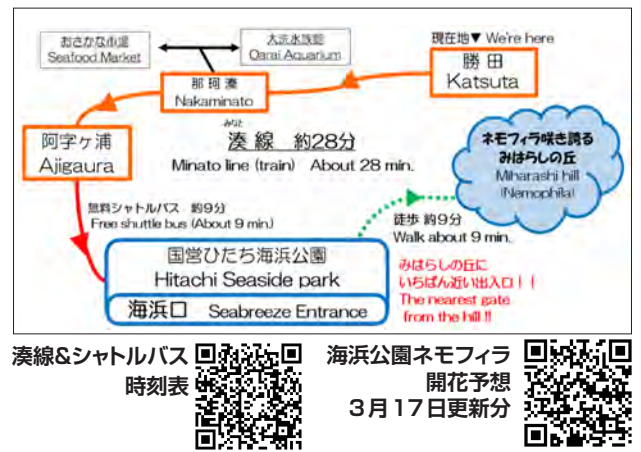 おさかな市場
Seafood Market
大洗水族館
Oarai Aquarium
現在地▼ We're here
勝田
Katsuta
那珂湊
Nakaminato
阿字ヶ浦
Ajigaura
みなと
湊線 約28分
Minato line (train) About 28 min.
ネモフィラ咲き誇る
みはらしの丘
Miharashi hill
(Nemophila)
無料シャトルバス 約9分
Free shuttle bus (About 9 min.)
徒歩 約9分
Walk about 9 min.
国営ひたち海浜公園
Hitachi Seaside park
海浜口 Seabreeze Entrance
みはらしの丘に
いちばん近い出入口!!
The nearest gate
from the hill !!
湊線&シャトルバス
時刻表
海浜公園ネモフィラ
開花予想
3月17日更新分